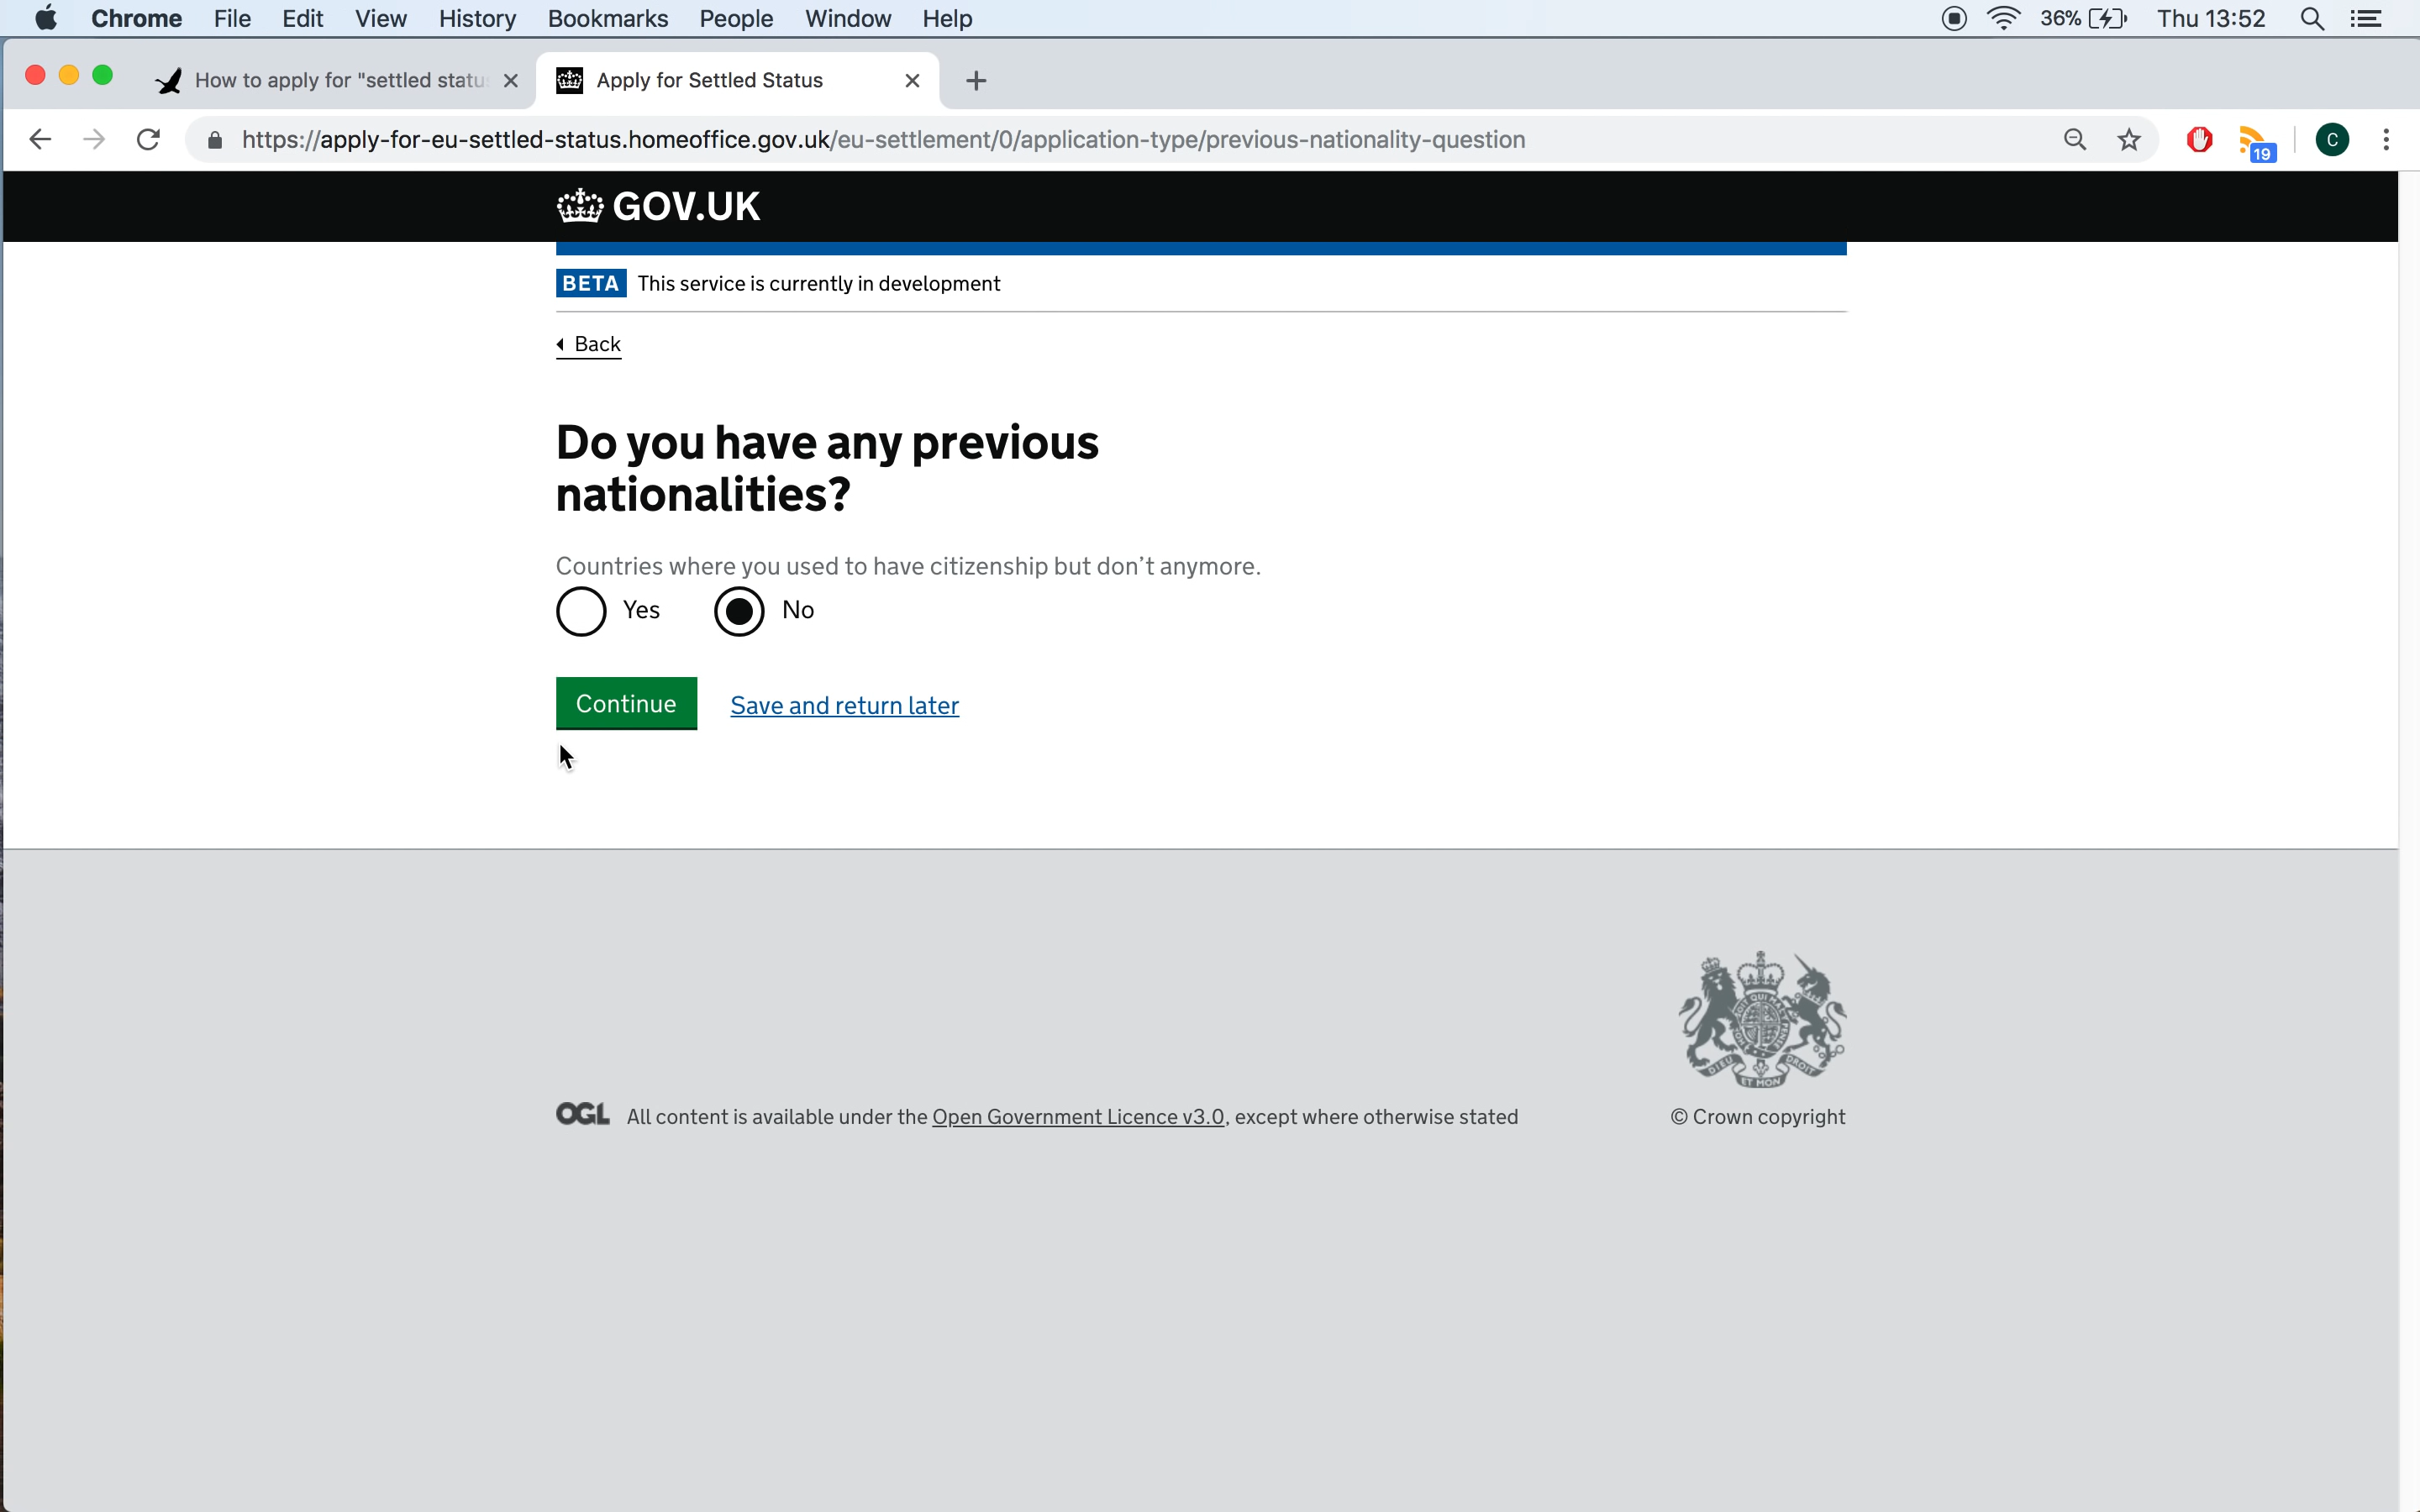 Chrome File Edit View History Bookmarks People Window Help 36% Thu 13:52
How to apply for "settled statu
Apply for Settled Status
https://apply-for-eu-settled-status.homeoffice.gov.uk/eu-settlement/0/application-type/previous-nationality-question
19
C
GOV.UK
BETA This service is currently in development
Back
Do you have any previous
nationalities?
Countries where you used to have citizenship but don't anymore.
Yes No
Continue Save and return later
DIEU ET MON DROIT
OGL All content is available under the Open Government Licence v3.0, except where otherwise stated
© Crown copyright